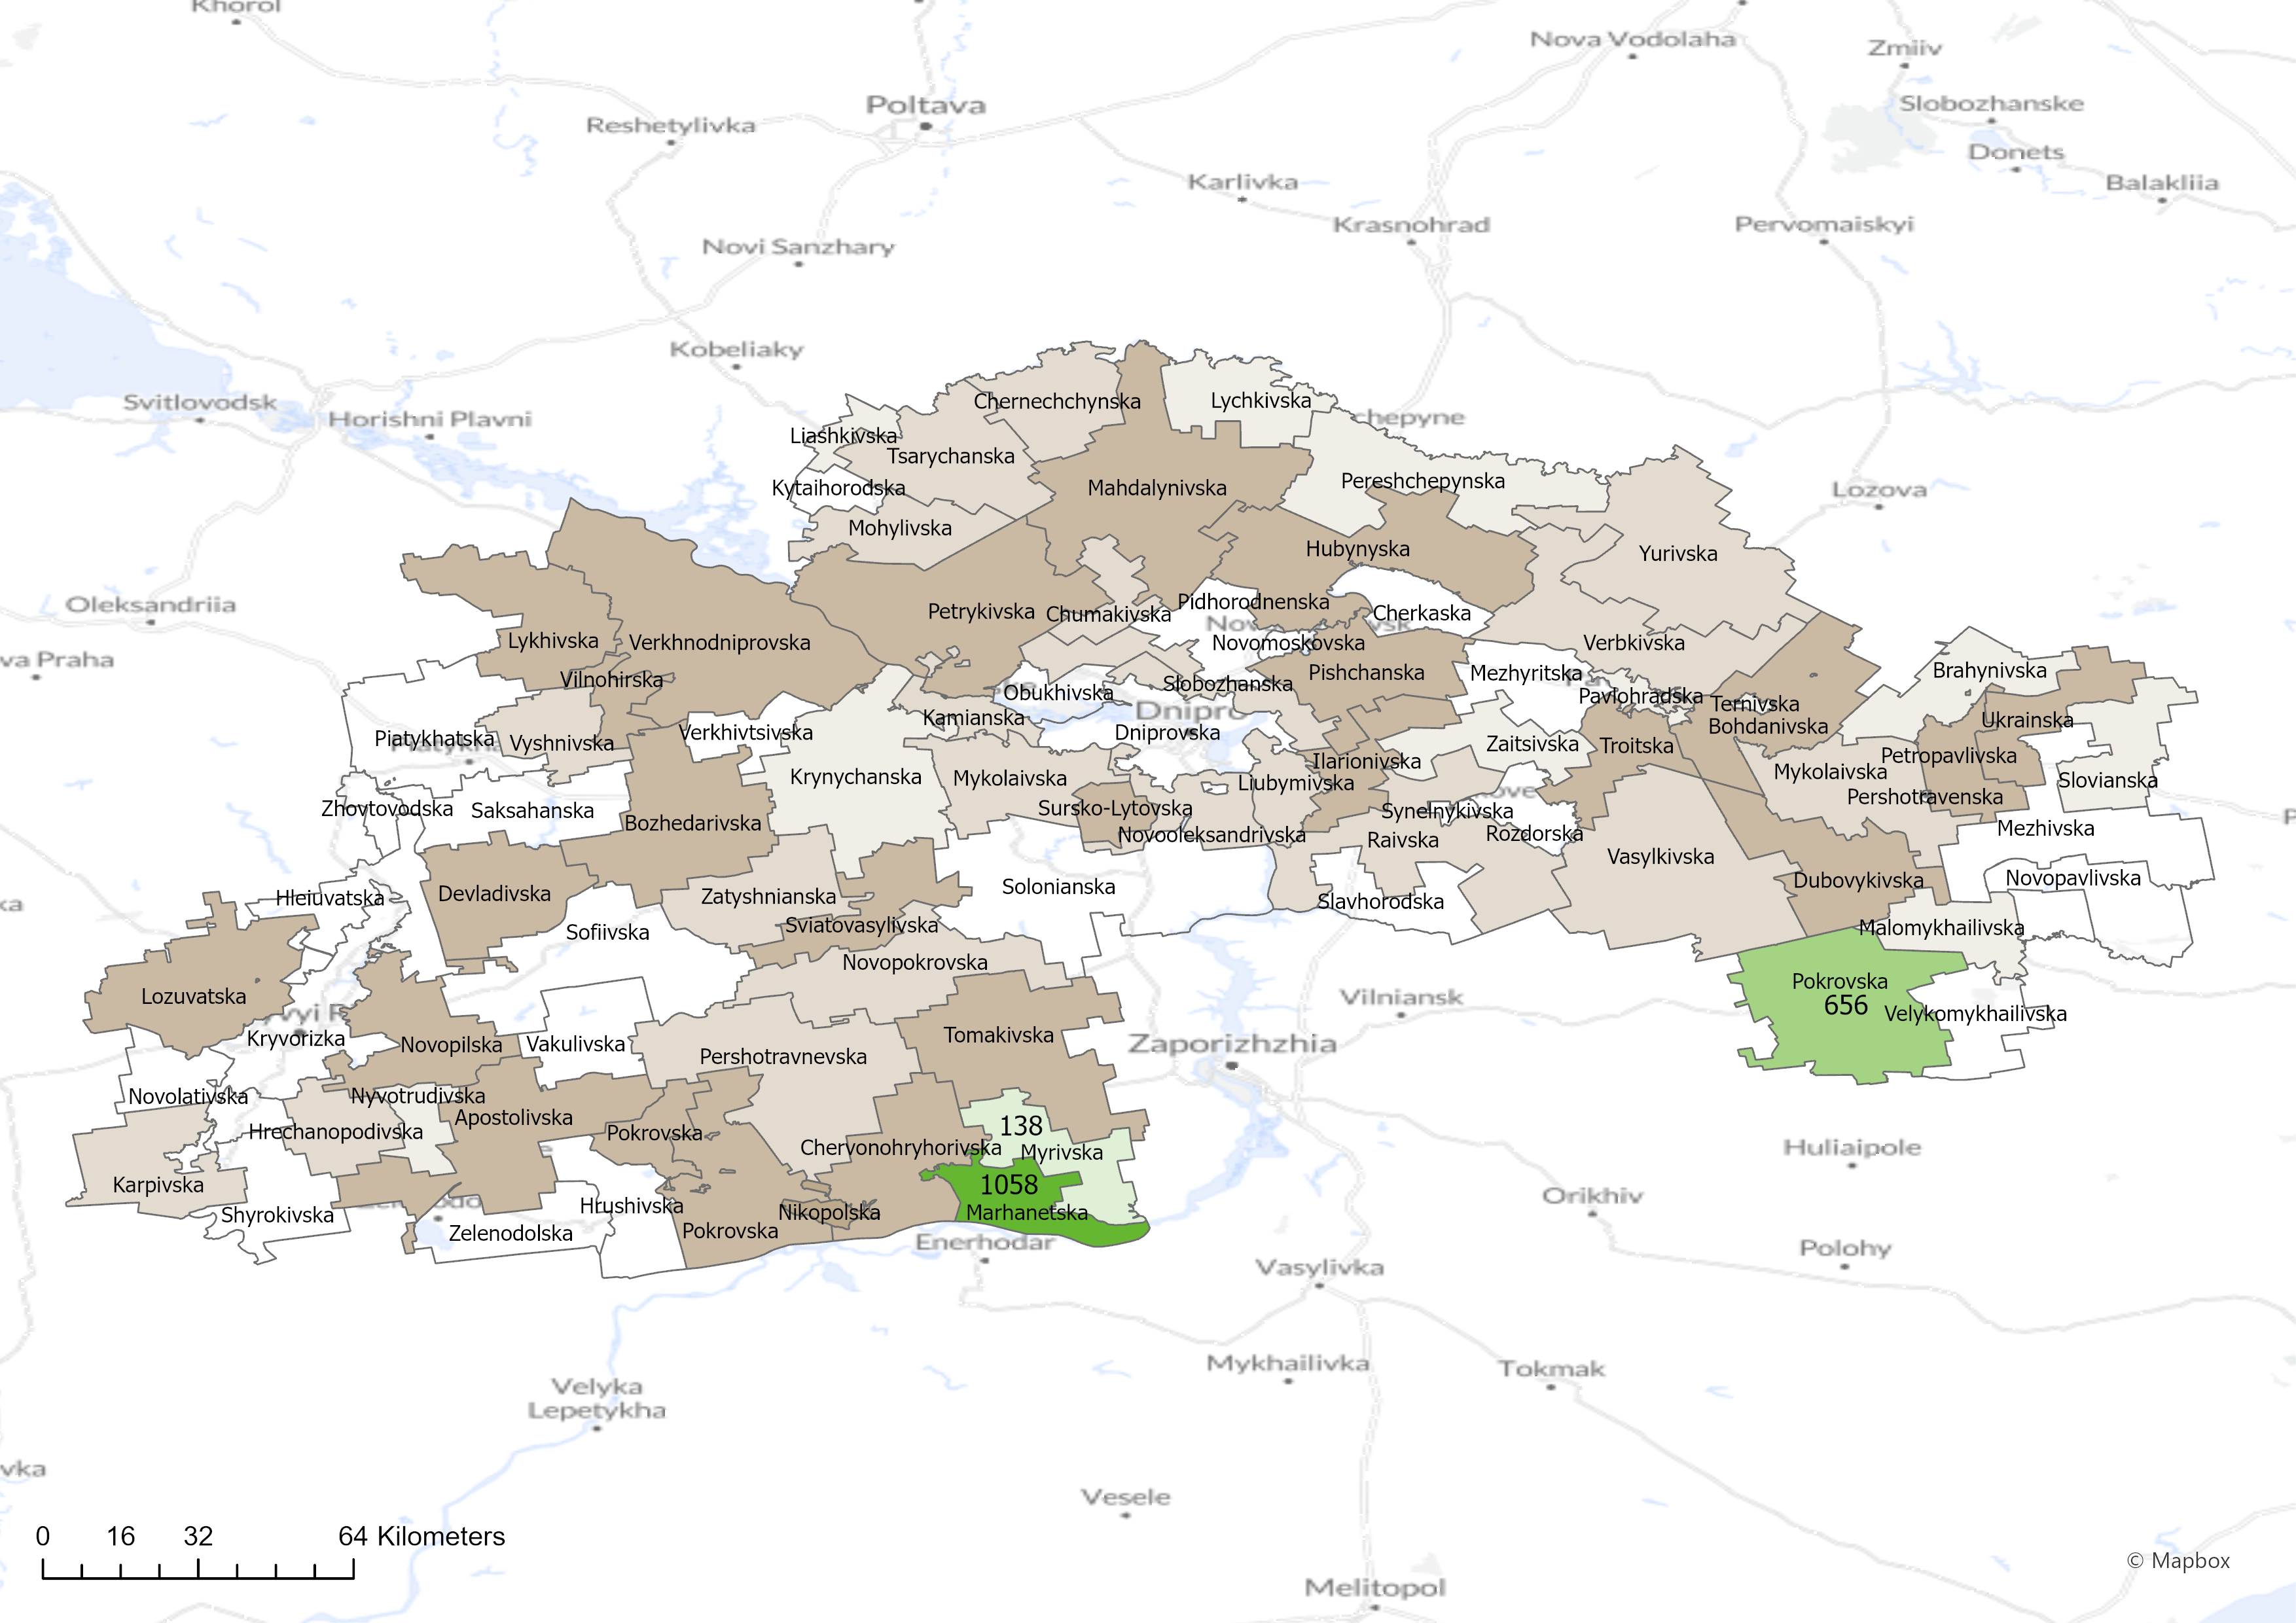 Khorol
Nova Vodolaha
Zmiiv
Poltava
Slobozhanske
Reshetylivka
Donets
Karlivka
Balakliia
Krasnohrad
Pervomaiskyi
Novi Sanzhary
Kobeliaky
Svitlovodsk
Horishni Plavni
Chernechchynska
Lychkivska
chepyne
Liashkivska
Tsarychanska
Kytaihorodska
Mahdalynivska
Pereshchepynska
Lozova
Mohylivska
Hubynyska
Yurivska
Oleksandriia
Petrykivska
Chumakivska
Pidhorodnenska
Cherkaska
Lykhivska
Verkhnodniprovska
Novomoskovska
Verbkivska
va Praha
Vilnohirska
Pishchanska
Mezhyritska
Brahynivska
Obukhivska
Slobozhanska
Pavlohradska
Ternivska
Dnipro
Kamianska
Ukrainska
Piatykhatska
Vyshnivska
Verkhivtsivska
Dniprovska
Zaitsivska
Troitska
Bohdanivska
Petropavlivska
Krynychanska
Mykolaivska
Ilarionivska
Liubymivska
Mykolaivska
Slovianska
Zhovtovodska
Saksahanska
Bozhedarivska
Sursko-Lytovska
Synelnykivska
Pershotravenska
Novooleksandrivska
Raivska
Rozdorska
Mezhivska
Vasylkivska
Devladivska
Zatyshnianska
Solonianska
Dubovykivska
Novopavlivska
Hleiuvatska
Slavhorodska
Sofiivska
Sviatovasylivska
Malomykhailivska
Novopokrovska
Lozuvatska
Pokrovska
656
Vilniansk
Velykomykhailivska
Kryvorizka
Novopilska
Vakulivska
Tomakivska
Zaporizhzhia
Pershotravnevska
Novolativska
Nyvotrudivska
Apostolivska
Hrechanopodivska
Pokrovska
138
Chervonohryhorivska
Myrivska
Huliaipole
Karpivska
1058
Orikhiv
Shyrokivska
Hrushivska
Nikopolska
Marhanetska
Zelenodolska
Pokrovska
Enerhodar
Polohy
Vasylivka
Mykhailivka
Tokmak
Velyka
Lepetykha
vka
Vesele
0 16 32 64 Kilometers
© Mapbox
Melitopol